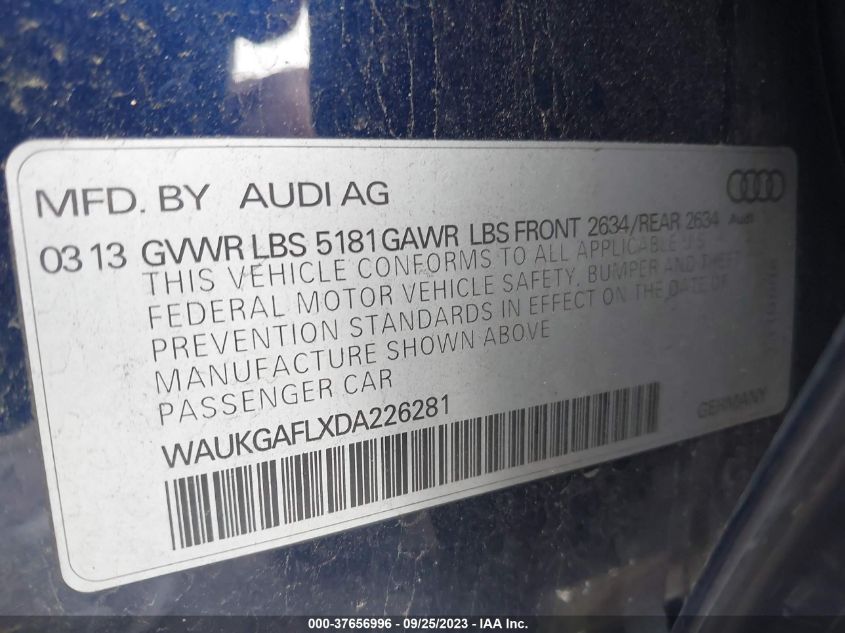 MFD. BY AUDI AG
Audi
03 13 GVWR LBS 5181 GAWR LBS FRONT 2634/REAR 2634
THIS VEHICLE CONFORMS TO ALL APPLICABLE U.S.
FEDERAL MOTOR VEHICLE SAFETY, BUMPER AND THEFT
PREVENTION STANDARDS IN EFFECT ON THE DATE OF
MANUFACTURE SHOWN ABOVE
PASSENGER CAR
WAUKGAFLXDA226281
GERMANY
000-37656996 / 09/25/2023 - IAA Inc.